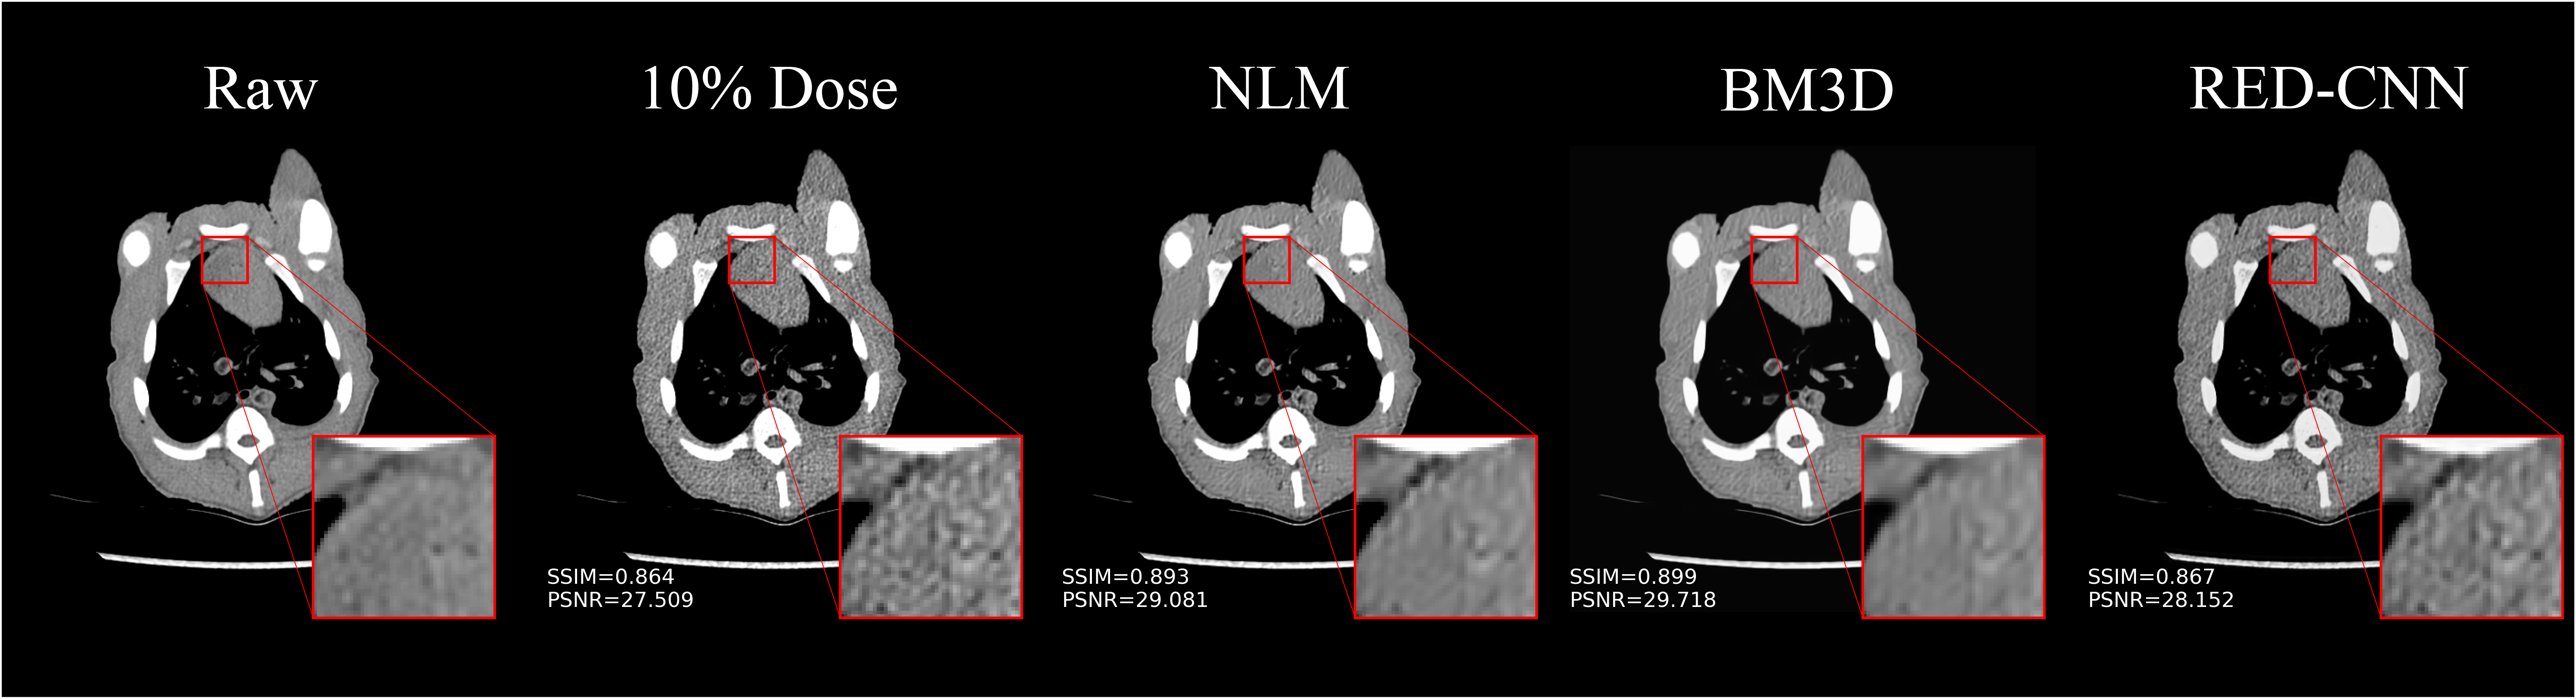 Raw
10% Dose
NLM
BM3D
RED-CNN
SSIM=0.864
PSNR=27.509
SSIM=0.893
PSNR=29.081
SSIM=0.899
PSNR=29.718
SSIM=0.867
PSNR=28.152